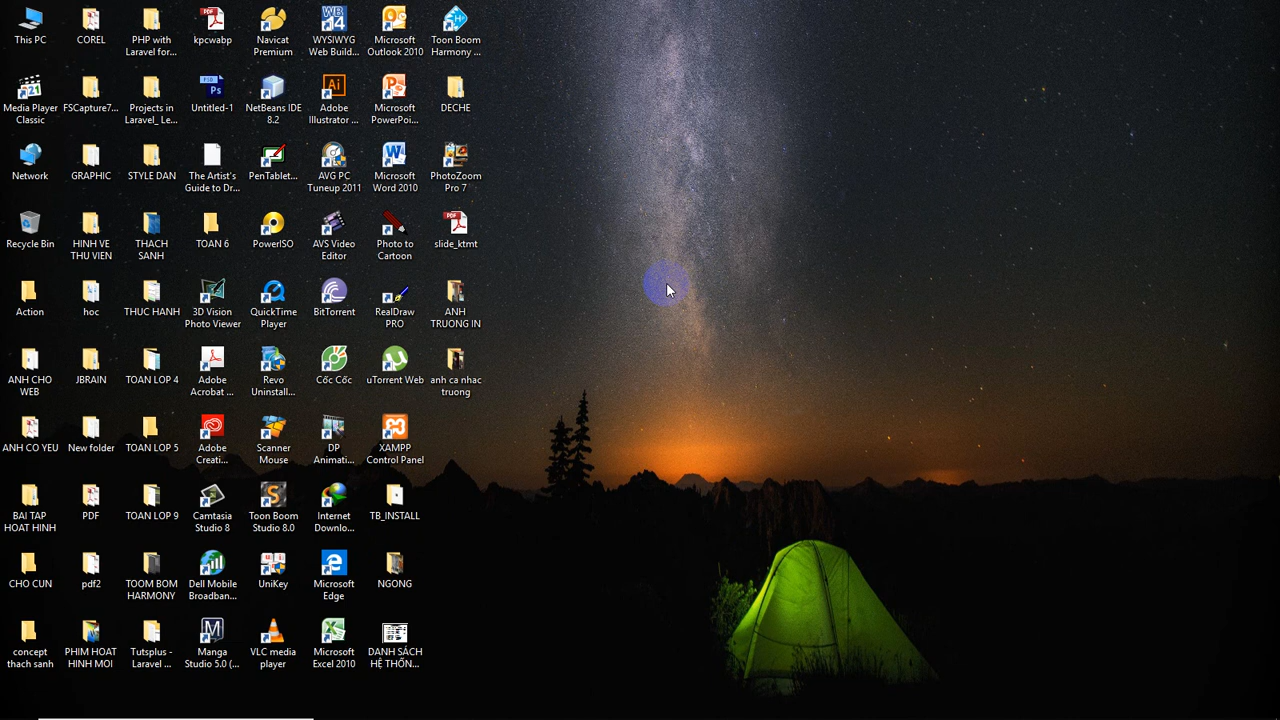 This PC
COREL
PHP with
Laravel for...
kpcwabp
Navicat
Premium
WYSIWYG
Web Build...
Microsoft
Outlook 2010
Toon Boom
Harmony ...
Media Player
Classic
FSCapture7...
Projects in
Laravel_ Le...
Untitled-1
NetBeans IDE
8.2
Adobe
Illustrator ...
Microsoft
PowerPoi...
DECHE
Network
GRAPHIC
STYLE DAN
The Artist's
Guide to Dr...
PenTablet...
AVG PC
Tuneup 2011
Microsoft
Word 2010
PhotoZoom
Pro 7
Recycle Bin
HINH VE
THU VIEN
THACH
SANH
TOAN 6
PowerISO
AVS Video
Editor
Photo to
Cartoon
slide_ktmt
Action
hoc
THUC HANH
3D Vision
Photo Viewer
QuickTime
Player
BitTorrent
RealDraw
PRO
ANH
TRUONG IN
ANH CHO
WEB
JBRAIN
TOAN LOP 4
Adobe
Acrobat ...
Revo
Uninstall...
Cốc Cốc
uTorrent Web
anh ca nhac
truong
ANH CO YEU
New folder
TOAN LOP 5
Adobe
Creati...
Scanner
Mouse
DP
Animati...
XAMPP
Control Panel
BAI TAP
HOAT HINH
PDF
TOAN LOP 9
Camtasia
Studio 8
Toon Boom
Studio 8.0
Internet
Downlo...
TB_INSTALL
CHO CUN
pdf2
TOOM BOM
HARMONY
Dell Mobile
Broadban...
UniKey
Microsoft
Edge
NGONG
concept
thach sanh
PHIM HOAT
HINH MOI
Tutsplus -
Laravel ...
Manga
Studio 5.0 (...
VLC media
player
Microsoft
Excel 2010
DANH SÁCH
HỆ THỐN...